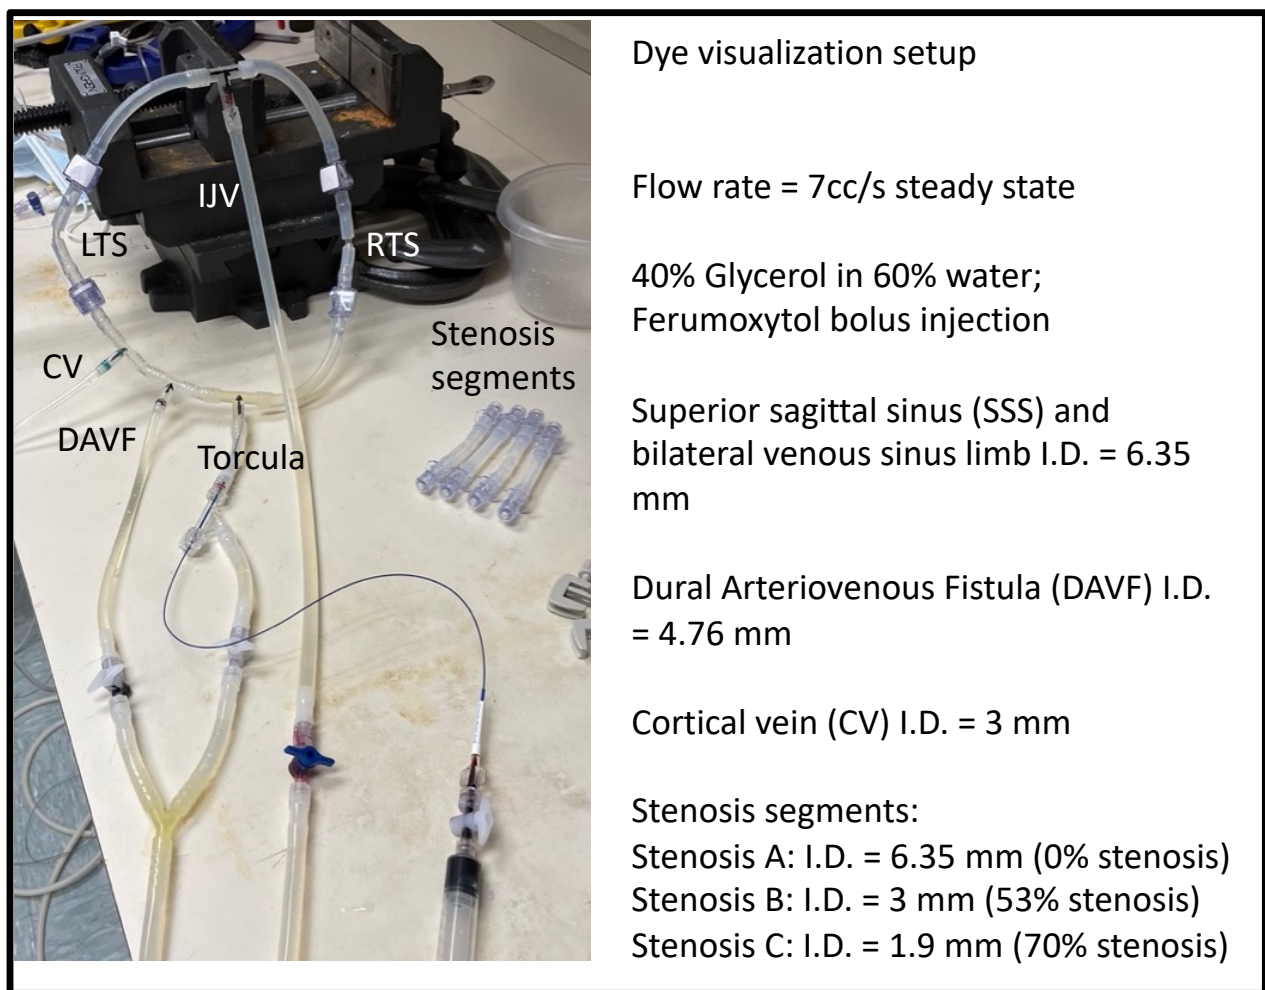 IJV
LTS
RTS
Stenosis
segments
CV
DAVF
Torcula
Dye visualization setup
Flow rate = 7cc/s steady state
40% Glycerol in 60% water;
Ferumoxytol bolus injection
Superior sagittal sinus (SSS) and
bilateral venous sinus limb I.D. = 6.35
mm
Dural Arteriovenous Fistula (DAVF) I.D.
= 4.76 mm
Cortical vein (CV) I.D. = 3 mm
Stenosis segments:
Stenosis A: I.D. = 6.35 mm (0% stenosis)
Stenosis B: I.D. = 3 mm (53% stenosis)
Stenosis C: I.D. = 1.9 mm (70% stenosis)